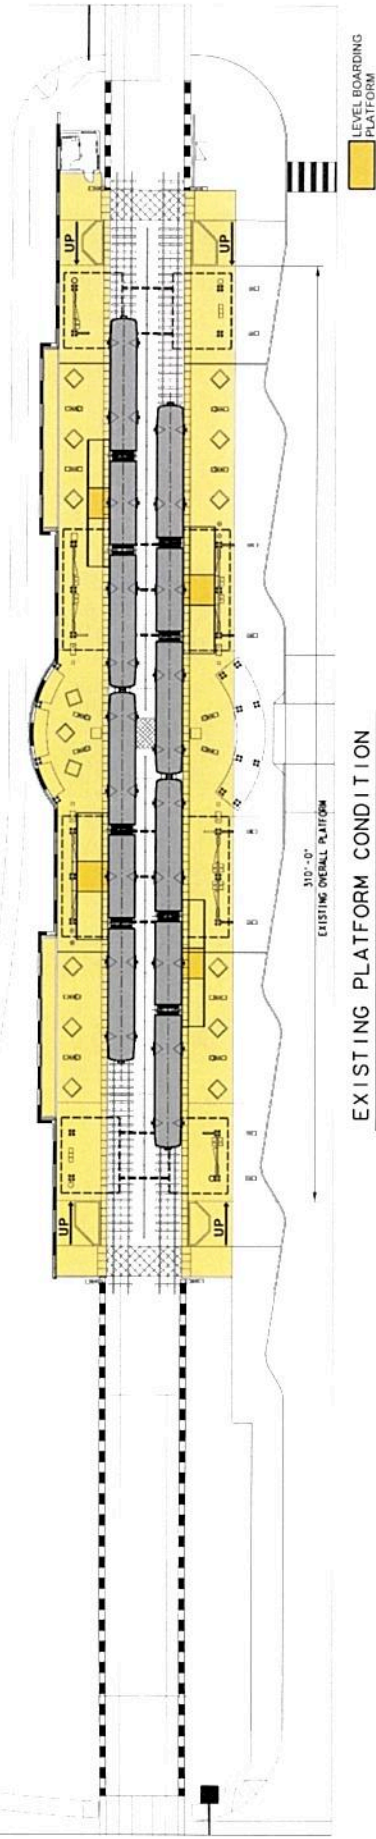 LEVEL BOARDING
PLATFORM
UP
UP
UP
UP
310'-0"
EXISTING OVERALL PLATFORM
EXISTING PLATFORM CONDITION